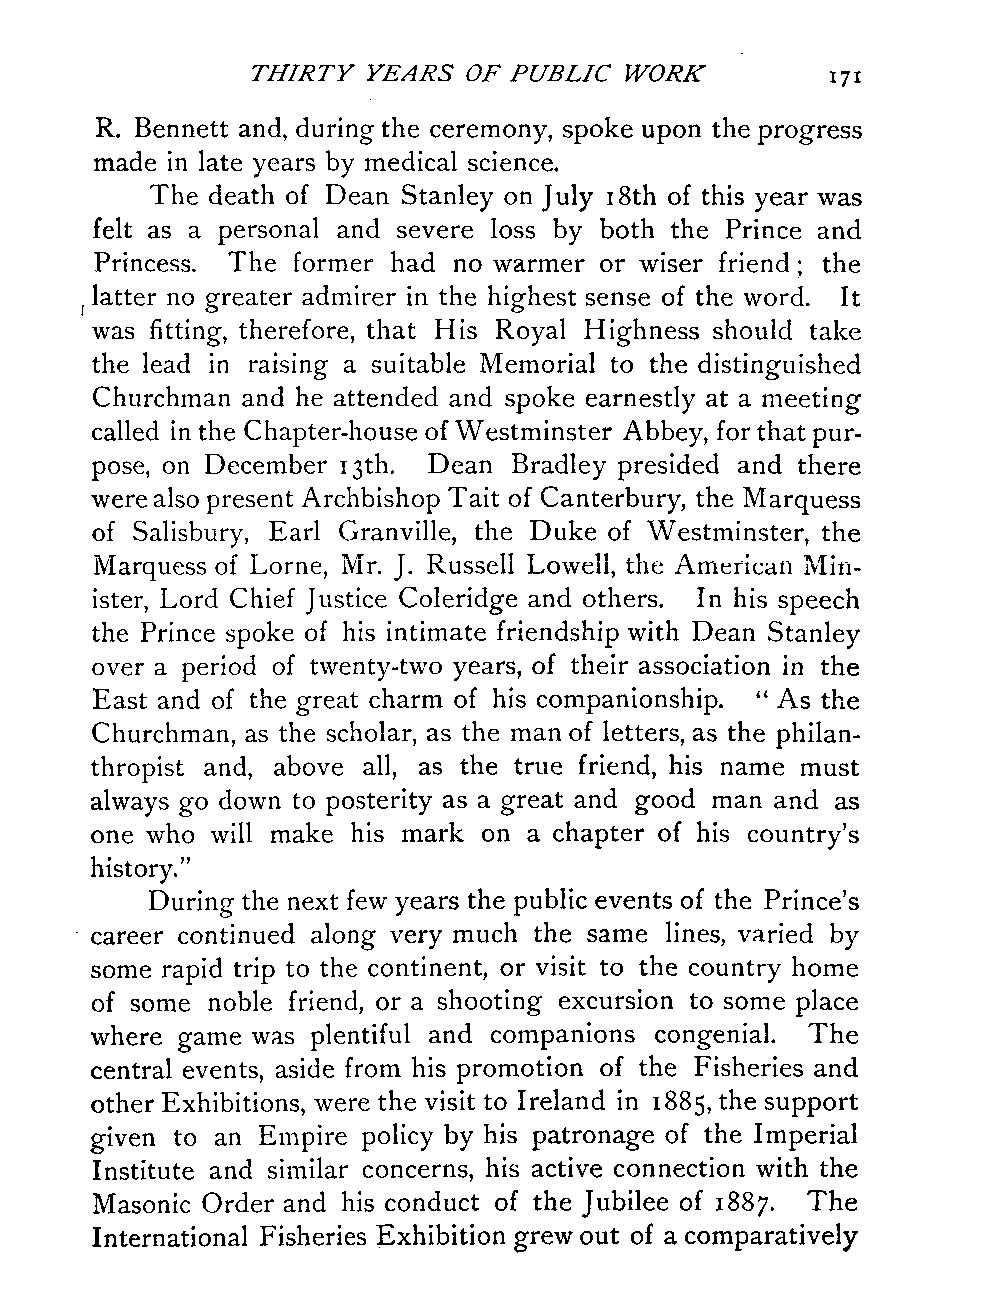 THIRTY YEARS OF PUBLIC WORK 171
R. Bennett and, during the ceremony, spoke upon the progress
made in late years by medical science.
The death of Dean Stanley on July 18th of this year was
felt as a personal and severe loss by both the Prince and
Princess. The former had no warmer or wiser friend; the
latter no greater admirer in the highest sense of the word. It
was fitting, therefore, that His Royal Highness should take
the lead in raising a suitable Memorial to the distinguished
Churchman and he attended and spoke earnestly at a meeting
called in the Chapter-house of Westminster Abbey, for that pur-
pose, on December 13th. Dean Bradley presided and there
were also present Archbishop Tait of Canterbury, the Marquess
of Salisbury, Earl Granville, the Duke of Westminster, the
Marquess of Lorne, Mr. J. Russell Lowell, the American Min-
ister, Lord Chief Justice Coleridge and others. In his speech
the Prince spoke of his intimate friendship with Dean Stanley
over a period of twenty-two years, of their association in the
East and of the great charm of his companionship. “ As the
Churchman, as the scholar, as the man of letters, as the philan-
thropist and, above all, as the true friend, his name must
always go down to posterity as a great and good man and as
one who will make his mark on a chapter of his country's
history.”
During the next few years the public events of the Prince's
career continued along very much the same lines, varied by
some rapid trip to the continent, or visit to the country home
of some noble friend, or a shooting excursion to some place
where game was plentiful and companions congenial. The
central events, aside from his promotion of the Fisheries and
other Exhibitions, were the visit to Ireland in 1885, the support
given to an Empire policy by his patronage of the Imperial
Institute and similar concerns, his active connection with the
Masonic Order and his conduct of the Jubilee of 1887. The
International Fisheries Exhibition grew out of a comparatively